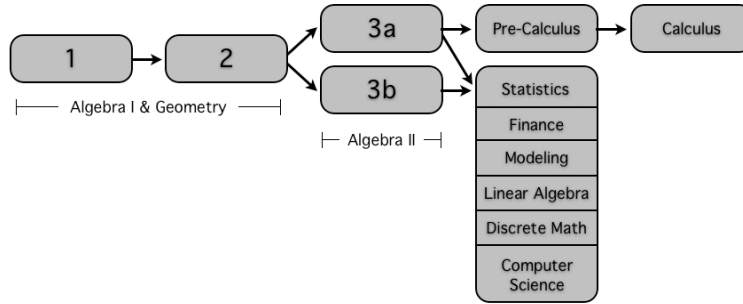 1
2
3a
3b
Pre-Calculus
Calculus
Algebra I & Geometry
Algebra II
Statistics
Finance
Modeling
Linear Algebra
Discrete Math
Computer
Science